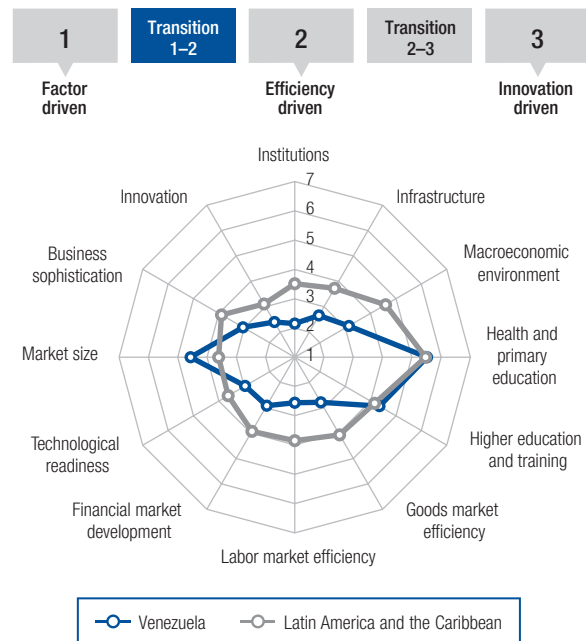 1
Transition
1–2
2
Transition
2–3
3
Factor
driven
Efficiency
driven
Innovation
driven
Institutions
Innovation
Infrastructure
Business
sophistication
Macroeconomic
environment
Market size
Health and
primary
education
Technological
readiness
Higher education
and training
Financial market
development
Goods market
efficiency
Labor market efficiency
7
6
5
4
3
2
1
Venezuela
Latin America and the Caribbean